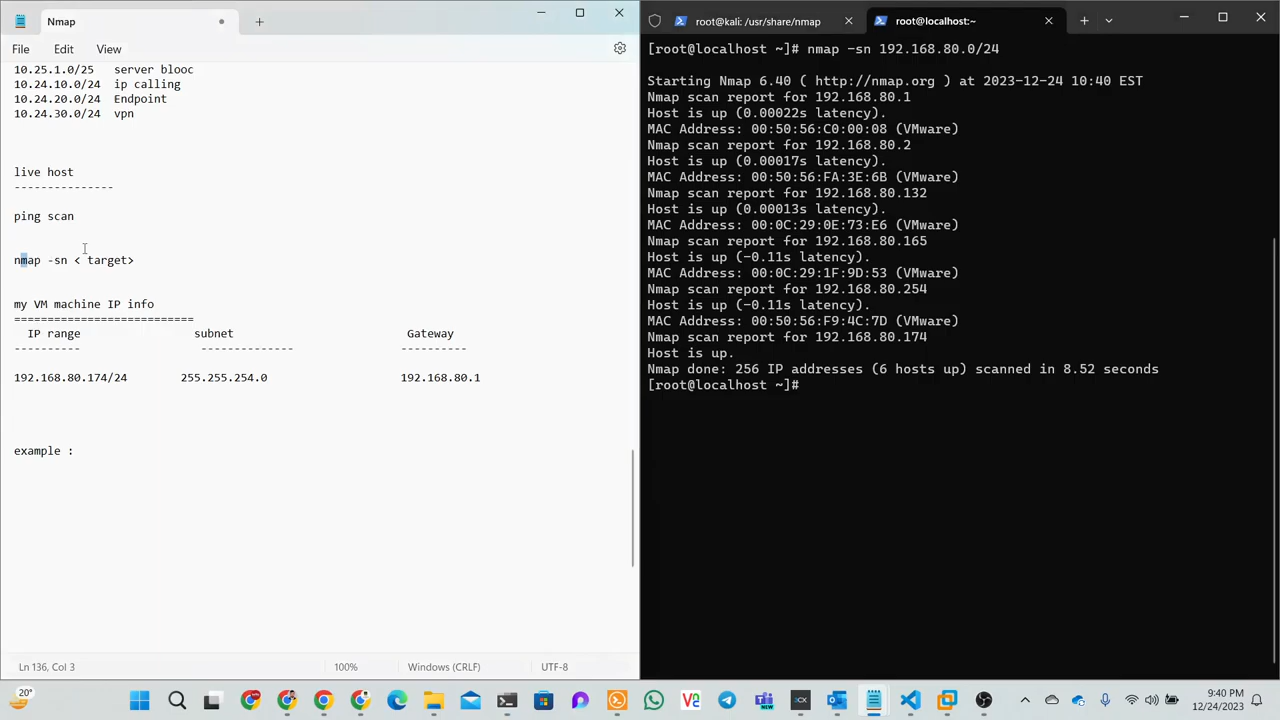 Nmap
File Edit View
10.25.1.0/25 server blooc
10.24.10.0/24 ip calling
10.24.20.0/24 Endpoint
10.24.30.0/24 vpn
live host
---------------
ping scan
nmap -sn < target>
my VM machine IP info
===========================
IP range subnet Gateway
---------- -------------- ----------
192.168.80.174/24 255.255.254.0 192.168.80.1
example :
Ln 136, Col 3 100% Windows (CRLF) UTF-8
root@kali: /usr/share/nmap
root@localhost:~
[root@localhost ~]# nmap -sn 192.168.80.0/24
Starting Nmap 6.40 ( http://nmap.org ) at 2023-12-24 10:40 EST
Nmap scan report for 192.168.80.1
Host is up (0.00022s latency).
MAC Address: 00:50:56:C0:00:08 (VMware)
Nmap scan report for 192.168.80.2
Host is up (0.00017s latency).
MAC Address: 00:50:56:FA:3E:6B (VMware)
Nmap scan report for 192.168.80.132
Host is up (0.00013s latency).
MAC Address: 00:0C:29:0E:73:E6 (VMware)
Nmap scan report for 192.168.80.165
Host is up (-0.11s latency).
MAC Address: 00:0C:29:1F:9D:53 (VMware)
Nmap scan report for 192.168.80.254
Host is up (-0.11s latency).
MAC Address: 00:50:56:F9:4C:7D (VMware)
Nmap scan report for 192.168.80.174
Host is up.
Nmap done: 256 IP addresses (6 hosts up) scanned in 8.52 seconds
[root@localhost ~]#
20°
9:40 PM
12/24/2023